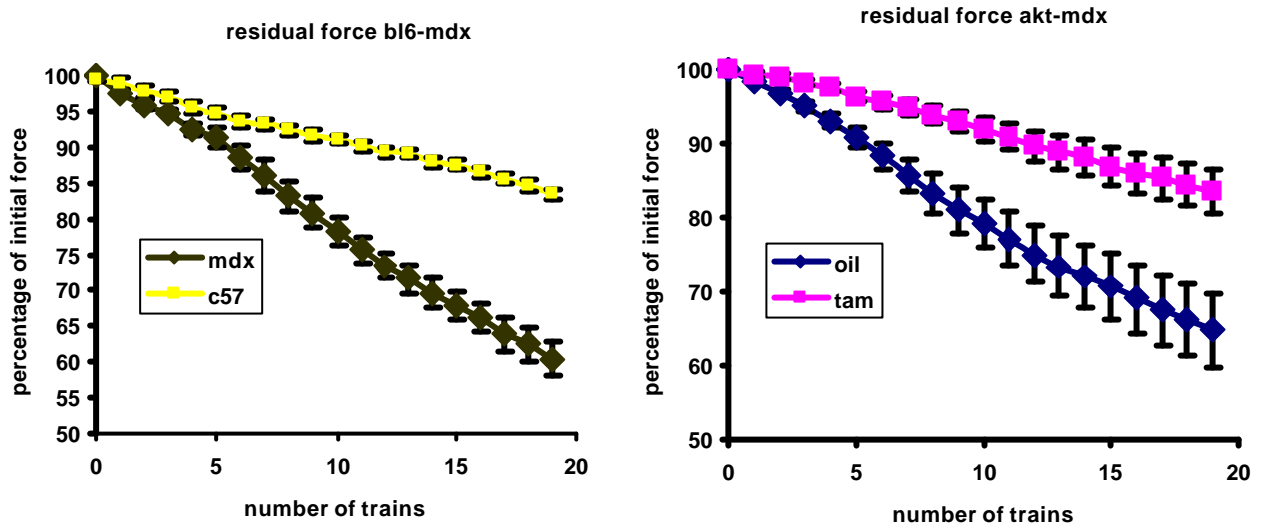 residual force bl6-mdx
percentage of initial force
100
95
90
85
80
75
70
65
60
55
50
mdx
c57
0 5 10 15 20
number of trains
residual force akt-mdx
percentage of initial force
100
90
80
70
60
50
oil
tam
0 5 10 15 20
number of trains